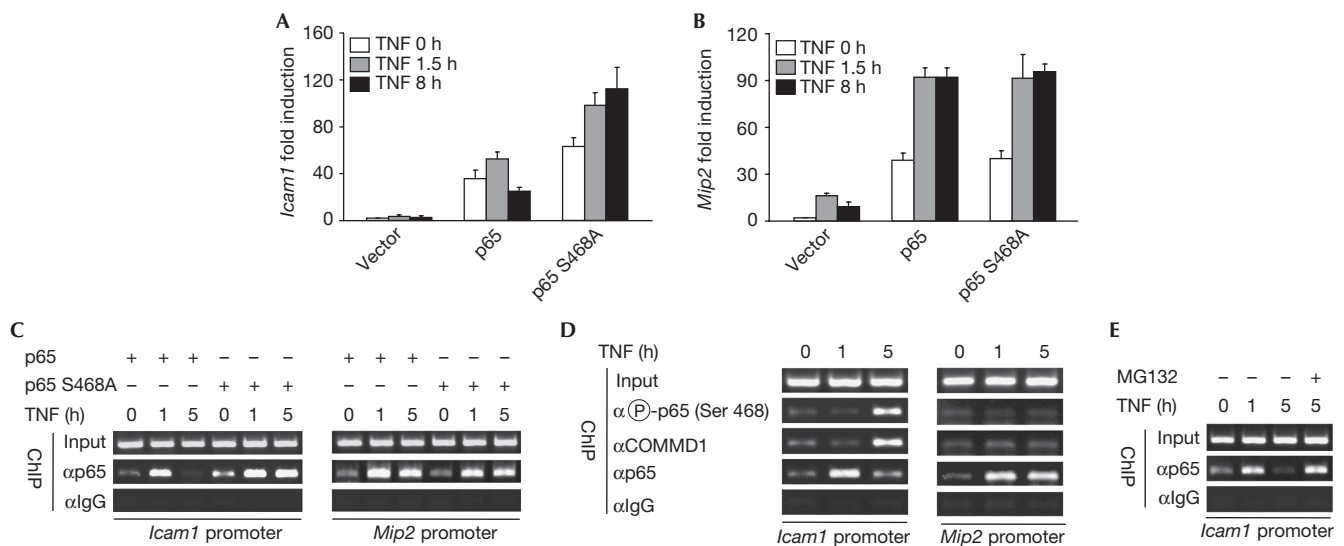 A
Icam1 fold induction
160
120
80
40
0
TNF 0 h
TNF 1.5 h
TNF 8 h
Vector
p65
p65 S468A
B
Mip2 fold induction
120
90
60
30
0
TNF 0 h
TNF 1.5 h
TNF 8 h
Vector
p65
p65 S468A
C
p65 + + + – – – + + + – – –
p65 S468A – – – + + + – – – + + +
TNF (h) 0 1 5 0 1 5 0 1 5 0 1 5
ChIP
Input
αp65
αIgG
Icam1 promoter
Mip2 promoter
D
TNF (h) 0 1 5 0 1 5
ChIP
Input
αⓅ-p65 (Ser 468)
αCOMMD1
αp65
αIgG
Icam1 promoter
Mip2 promoter
E
MG132 – – – +
TNF (h) 0 1 5 5
ChIP
Input
αp65
αIgG
Icam1 promoter